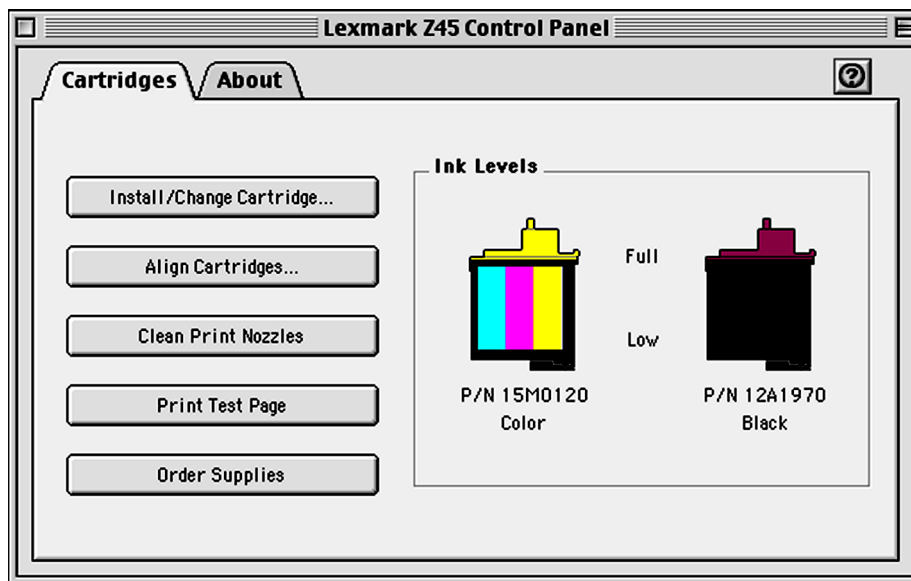 Lexmark Z45 Control Panel
Cartridges
About
?
Install/Change Cartridge...
Align Cartridges...
Clean Print Nozzles
Print Test Page
Order Supplies
Ink Levels
Full
Low
P/N 15M0120
Color
P/N 12A1970
Black